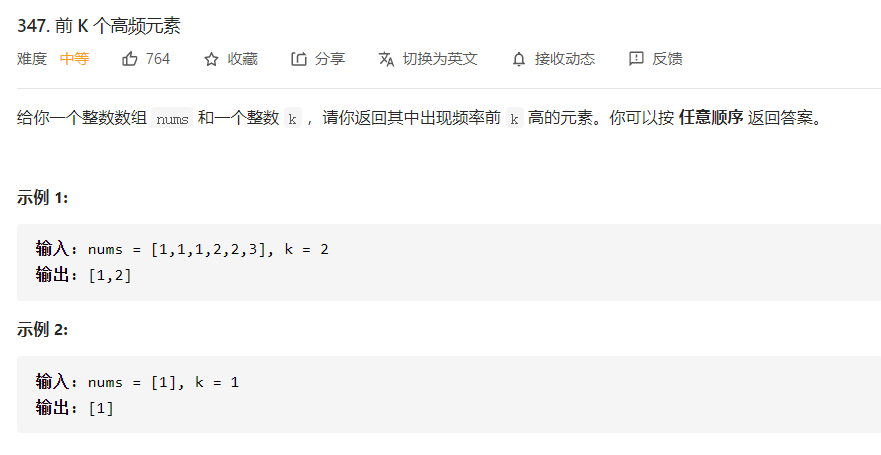 347. 前 K 个高频元素
难度 中等 764 收藏 分享 切换为英文 接收动态 反馈
给你一个整数数组 nums 和一个整数 k ，请你返回其中出现频率前 k 高的元素。你可以按 任意顺序 返回答案。
示例 1:
输入：nums = [1,1,1,2,2,3], k = 2
输出：[1,2]
示例 2:
输入：nums = [1], k = 1
输出：[1]